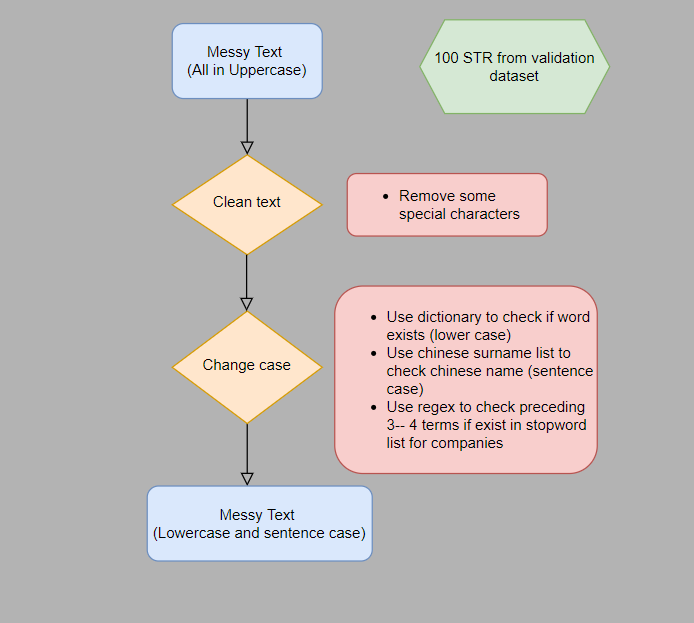 Messy Text
(All in Uppercase)
100 STR from validation
dataset
Clean text
• Remove some
special characters
Change case
• Use dictionary to check if word
exists (lower case)
• Use chinese surname list to
check chinese name (sentence
case)
• Use regex to check preceding
3-- 4 terms if exist in stopword
list for companies
Messy Text
(Lowercase and sentence case)